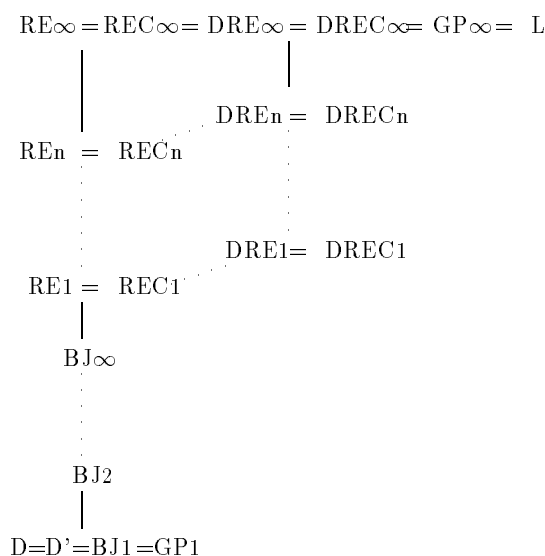 RE∞=REC∞= DRE∞= DREC∞= GP∞= L
DREn= DRECn
REn = RECn
DRE1= DREC1
RE1= REC1
BJ∞
BJ2
D=D'=BJ1=GP1